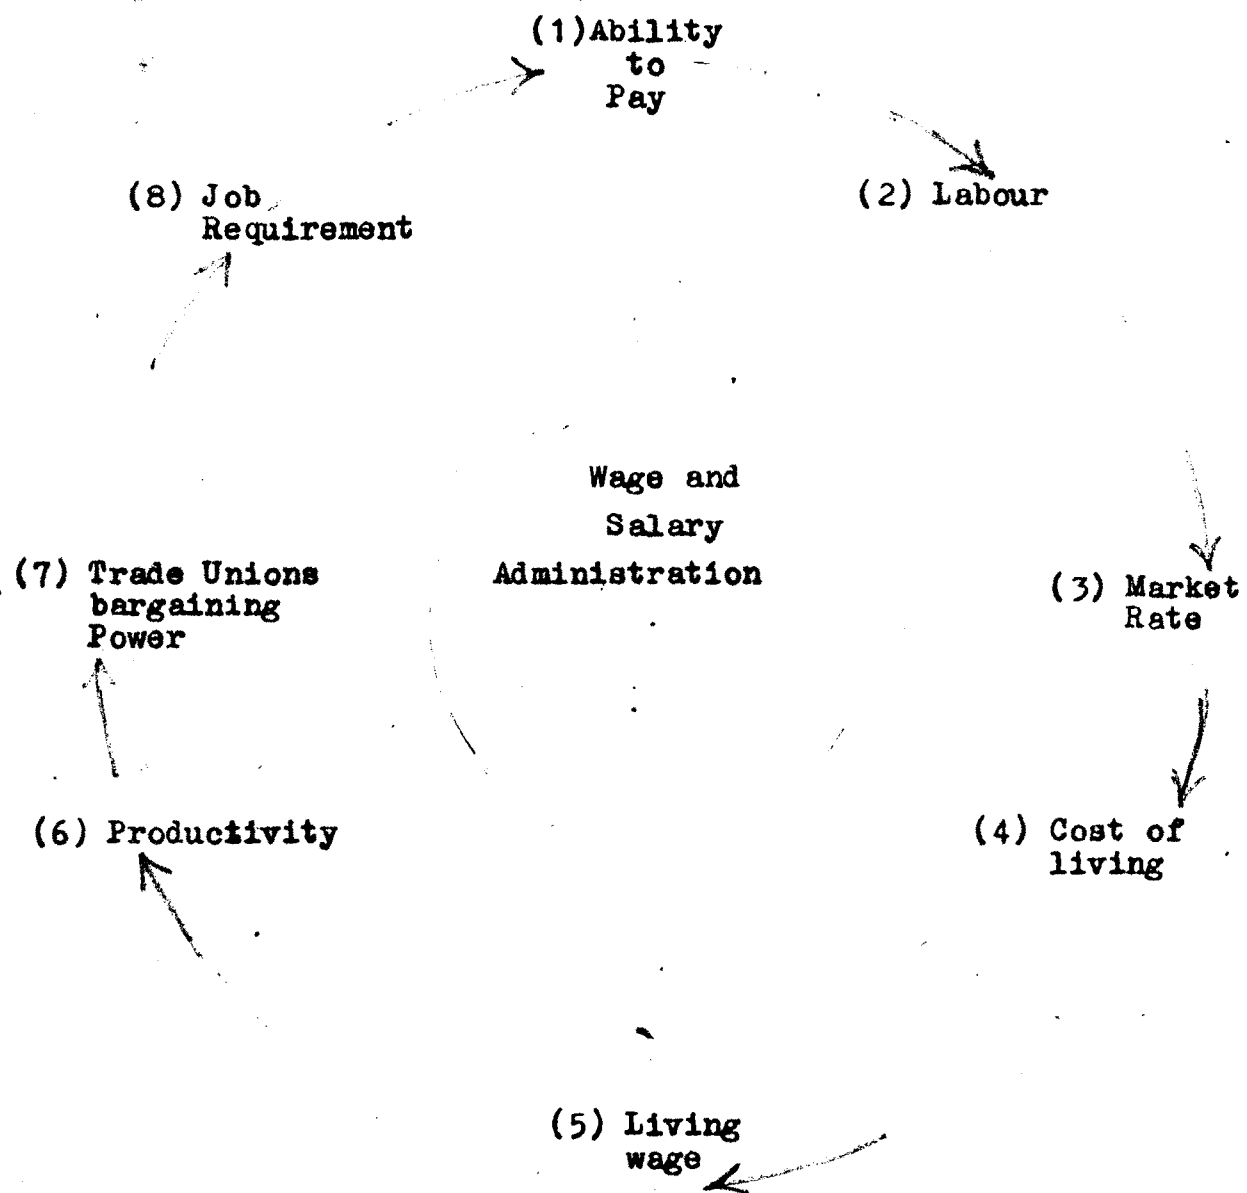 (1)Ability
to
Pay
(2) Labour
(8) Job
Requirement
Wage and
Salary
Administration
(7) Trade Unions
bargaining
Power
(3) Market
Rate
(6) Productivity
(4) Cost of
living
(5) Living
wage